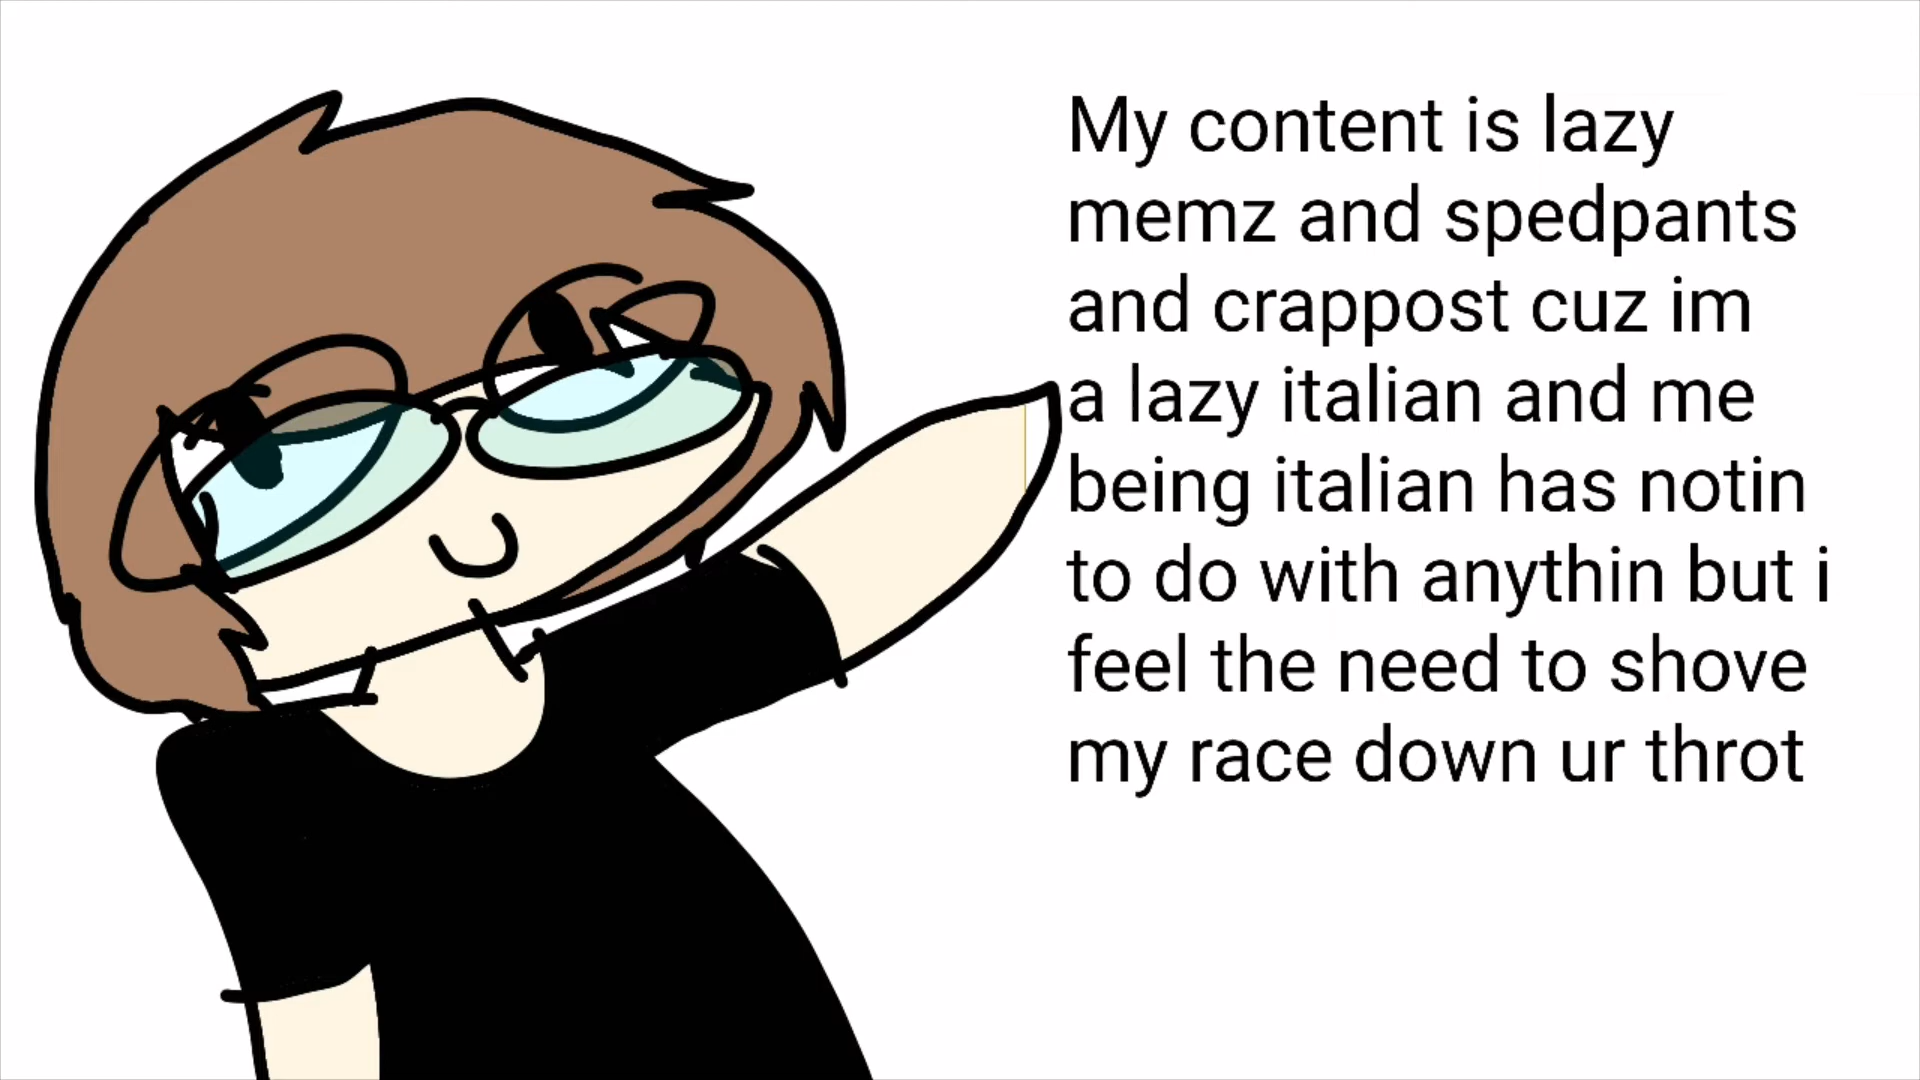 My content is lazy
memz and spedpants
and crappost cuz im
a lazy italian and me
being italian has notin
to do with anythin but i
feel the need to shove
my race down ur throt